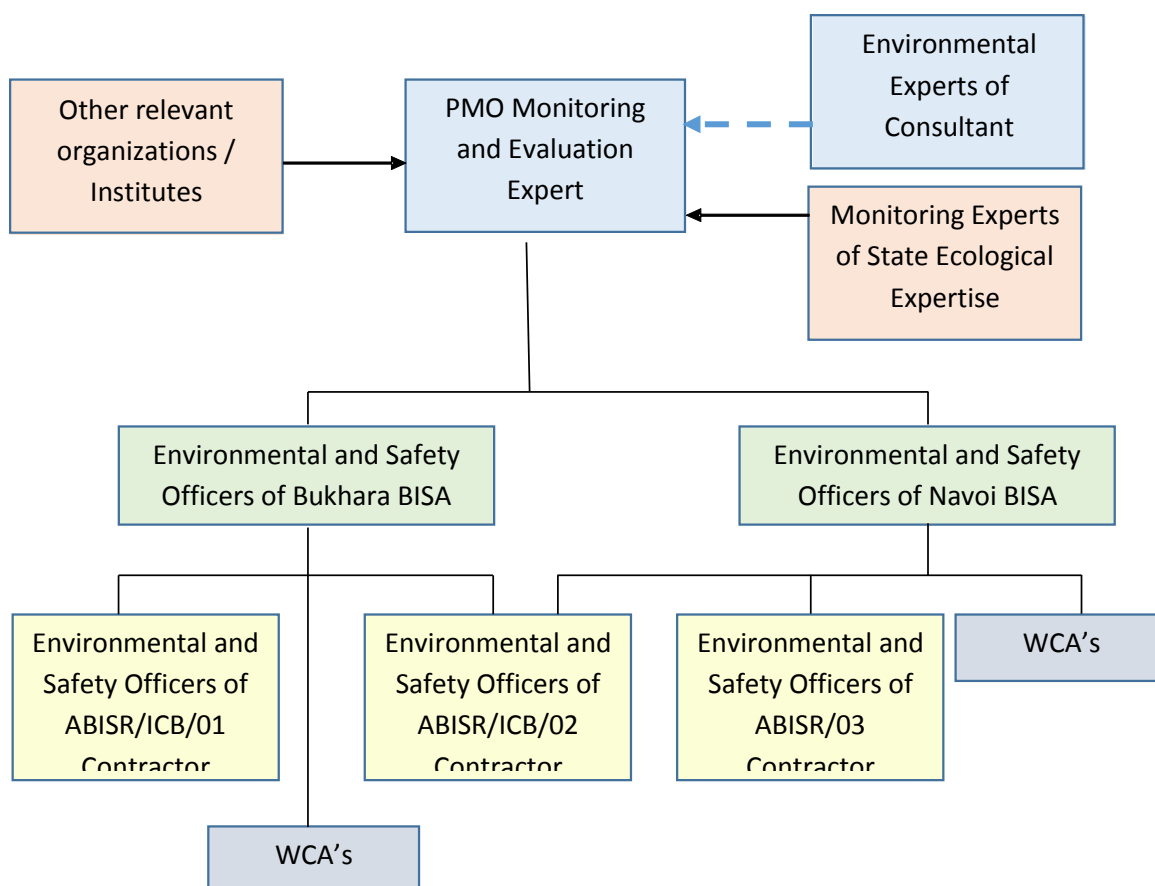 Environmental
Experts of
Consultant
Other relevant
organizations /
Institutes
PMO Monitoring
and Evaluation
Expert
Monitoring Experts
of State Ecological
Expertise
Environmental and Safety
Officers of Bukhara BISA
Environmental and Safety
Officers of Navoi BISA
Environmental and
Safety Officers of
ABISR/ICB/01
Contractor
Environmental and
Safety Officers of
ABISR/ICB/02
Contractor
Environmental and
Safety Officers of
ABISR/03
Contractor
WCA’s
WCA’s